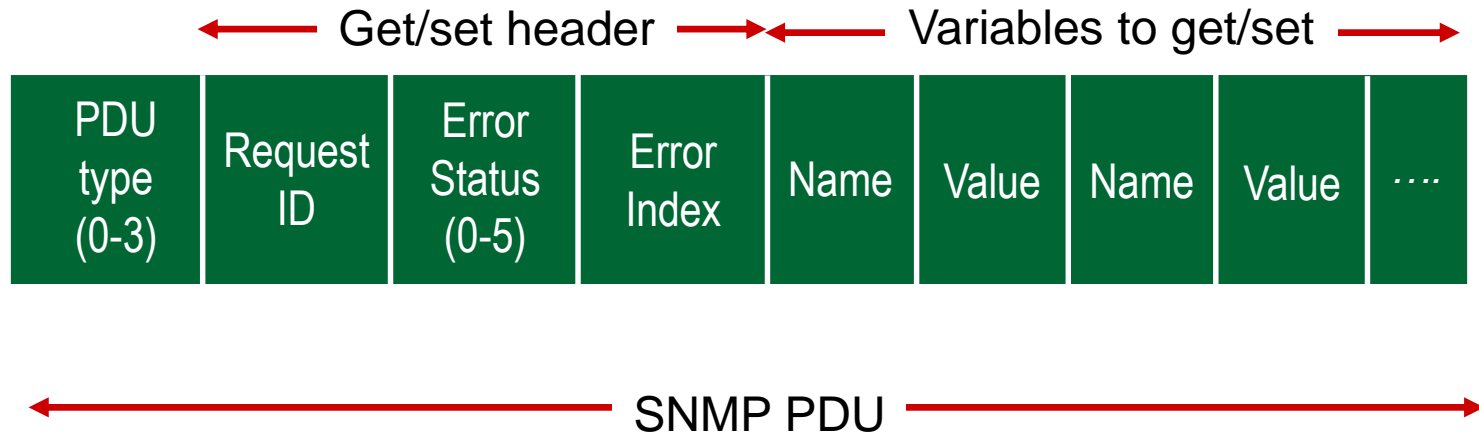 Get/set header
Variables to get/set
PDU
type
(0-3)
Request
ID
Error
Status
(0-5)
Error
Index
Name
Value
Name
Value
....
SNMP PDU